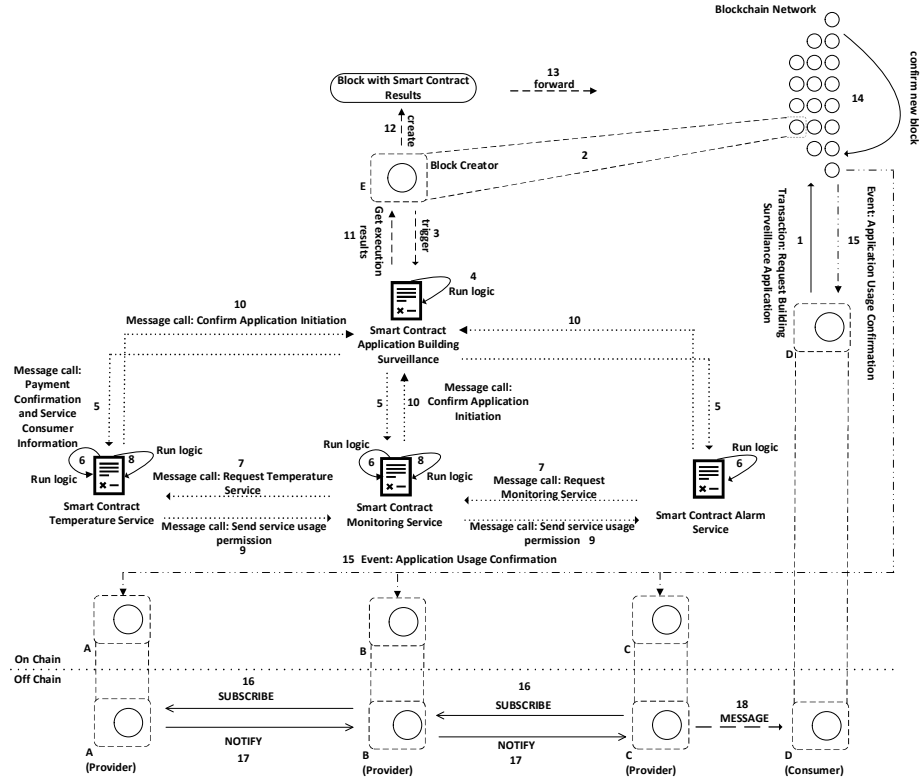 Blockchain Network
confirm new block
14
13
forward
Block with Smart Contract
Results
12
create
2
Block Creator
E
11
Get execution
results
trigger
3
Transaction: Request Building
Surveillance Application
1
15
Event: Application Usage Confirmation
4
Run logic
10
Message call: Confirm Application Initiation
Smart Contract
Application Building
Surveillance
10
D
Message call:
Payment
Confirmation
and Service
Consumer
Information
5
5
10
Message call:
Confirm Application
Initiation
5
Run logic
6
8
Run logic
Smart Contract
Temperature Service
7
Message call: Request Temperature
Service
Message call: Send service usage
permission
9
Run logic
6
8
Run logic
Smart Contract
Monitoring Service
7
Message call: Request
Monitoring Service
Message call: Send service usage
permission 9
Run logic
6
Smart Contract Alarm
Service
15 Event: Application Usage Confirmation
A
B
C
On Chain
Off Chain
16
SUBSCRIBE
16
SUBSCRIBE
18
MESSAGE
NOTIFY
17
NOTIFY
17
A
(Provider)
B
(Provider)
C
(Provider)
D
(Consumer)